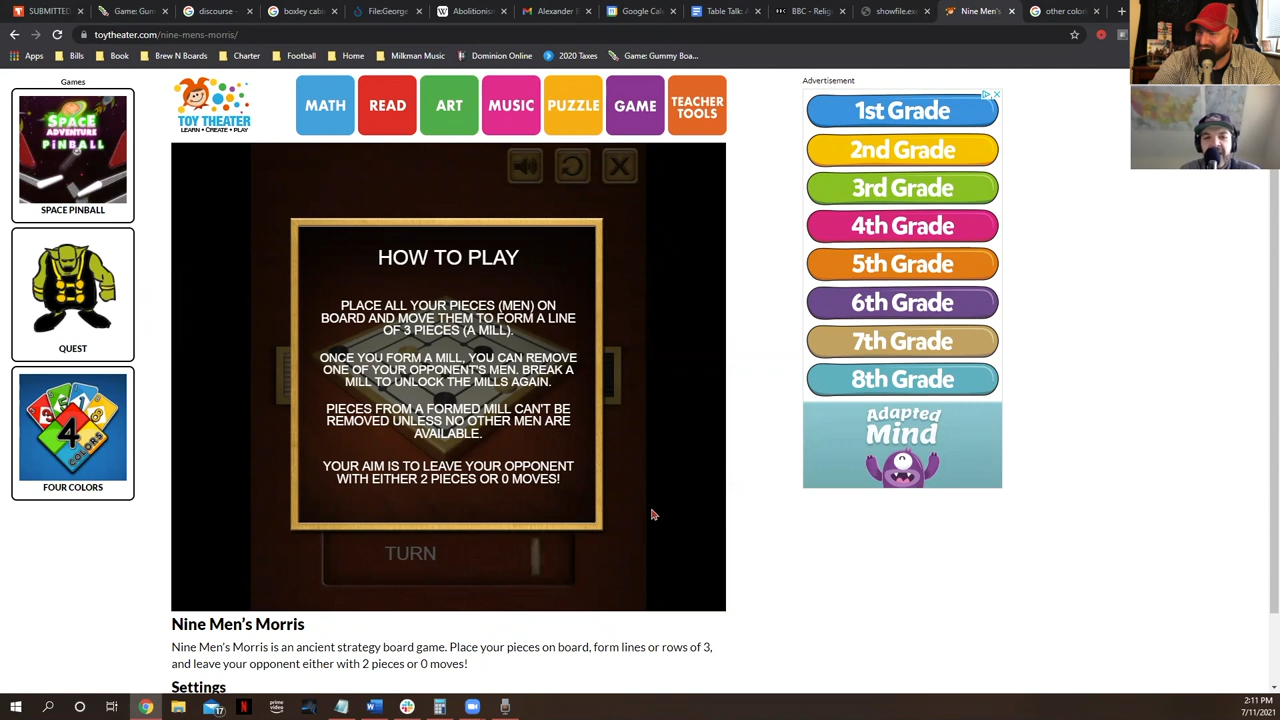 SUBMITTED
Game: Gumm
discourse -
boxley cabi
File:George
Abolitionism
Alexander B
Google Cale
Table Talk: A
BBC - Relig
showfile.exe
Nine Men's
other colorin
toytheater.com/nine-mens-morris/
Apps
Bills
Book
Brew N Boards
Charter
Football
Home
Milkman Music
Dominion Online
2020 Taxes
Game: Gummy Boa...
Games
SPACE
ADVENTURE
PINBALL
SPACE PINBALL
QUEST
4
COLORS
FOUR COLORS
TOY THEATER
LEARN • CREATE • PLAY
MATH
READ
ART
MUSIC
PUZZLE
GAME
TEACHER
TOOLS
HOW TO PLAY
PLACE ALL YOUR PIECES (MEN) ON
BOARD AND MOVE THEM TO FORM A LINE
OF 3 PIECES (A MILL).
ONCE YOU FORM A MILL, YOU CAN REMOVE
ONE OF YOUR OPPONENT'S MEN. BREAK A
MILL TO UNLOCK THE MILLS AGAIN.
PIECES FROM A FORMED MILL CAN'T BE
REMOVED UNLESS NO OTHER MEN ARE
AVAILABLE.
YOUR AIM IS TO LEAVE YOUR OPPONENT
WITH EITHER 2 PIECES OR 0 MOVES!
TURN
Nine Men's Morris
Nine Men's Morris is an ancient strategy board game. Place your pieces on board, form lines or rows of 3,
and leave your opponent either with 2 pieces or 0 moves!
Settings
Advertisement
1st Grade
2nd Grade
3rd Grade
4th Grade
5th Grade
6th Grade
7th Grade
8th Grade
Adapted
Mind
17
prime
video
2:11 PM
7/11/2021